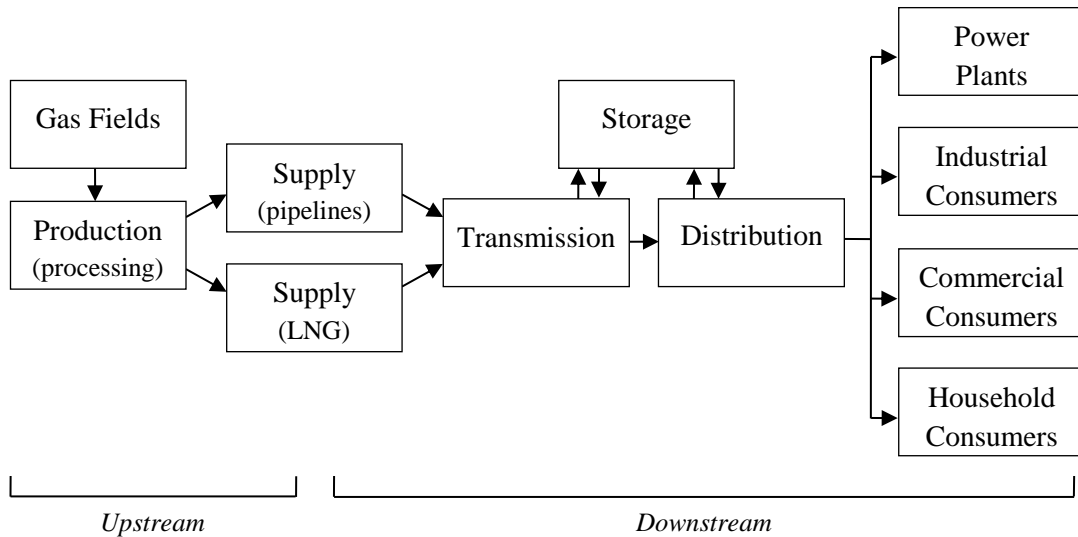 Gas Fields
Production
(processing)
Supply
(pipelines)
Supply
(LNG)
Transmission
Storage
Distribution
Power
Plants
Industrial
Consumers
Commercial
Consumers
Household
Consumers
Upstream
Downstream